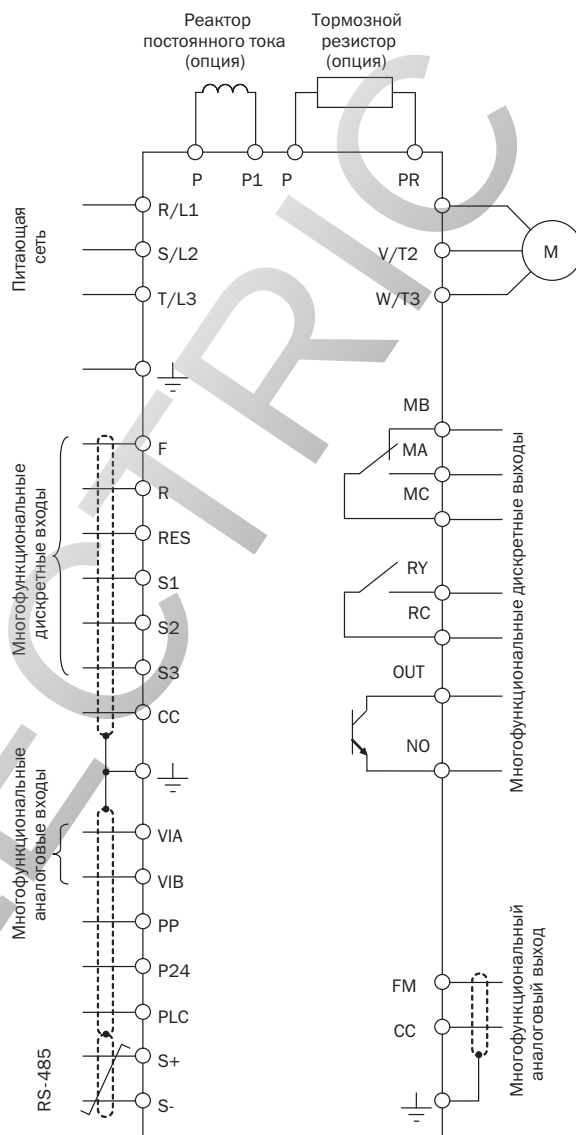 Реактор
постоянного тока
(опция)
Тормозной
резистор
(опция)
P
P1
P
PR
Питающая
сеть
R/L1
S/L2
T/L3
V/T2
W/T3
M
Многофункциональные
дискретные входы
F
R
RES
S1
S2
S3
CC
MB
MA
MC
RY
RC
OUT
NO
Многофункциональные дискретные выходы
Многофункциональные
аналоговые входы
VIA
VIB
PP
P24
PLC
RS-485
S+
S-
FM
CC
Многофункциональный
аналоговый выход
ECTRIC